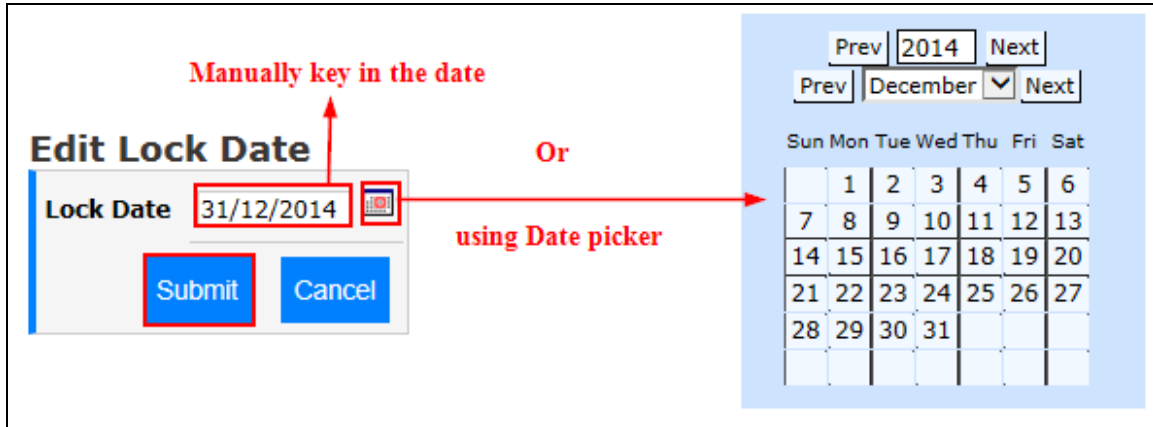 Manually key in the date
Edit Lock Date
Lock Date 31/12/2014
Submit Cancel
Or
using Date picker
Prev 2014 Next
Prev December Next
Sun Mon Tue Wed Thu Fri Sat
1 2 3 4 5 6
7 8 9 10 11 12 13
14 15 16 17 18 19 20
21 22 23 24 25 26 27
28 29 30 31